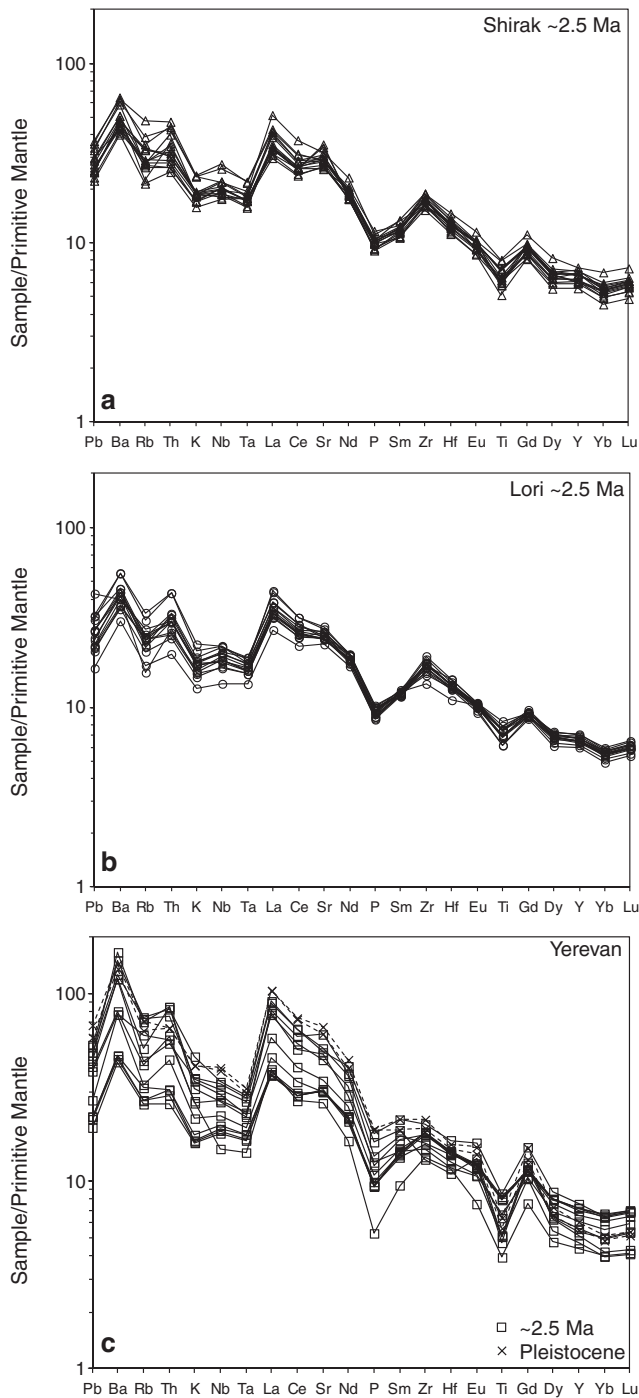 Shirak ~2.5 Ma
100
10
1
Sample/Primitive Mantle
a
Pb Ba Rb Th K Nb Ta La Ce Sr Nd P Sm Zr Hf Eu Ti Gd Dy Y Yb Lu
Lori ~2.5 Ma
100
10
1
Sample/Primitive Mantle
b
Pb Ba Rb Th K Nb Ta La Ce Sr Nd P Sm Zr Hf Eu Ti Gd Dy Y Yb Lu
Yerevan
100
10
1
Sample/Primitive Mantle
~2.5 Ma
Pleistocene
c
Pb Ba Rb Th K Nb Ta La Ce Sr Nd P Sm Zr Hf Eu Ti Gd Dy Y Yb Lu